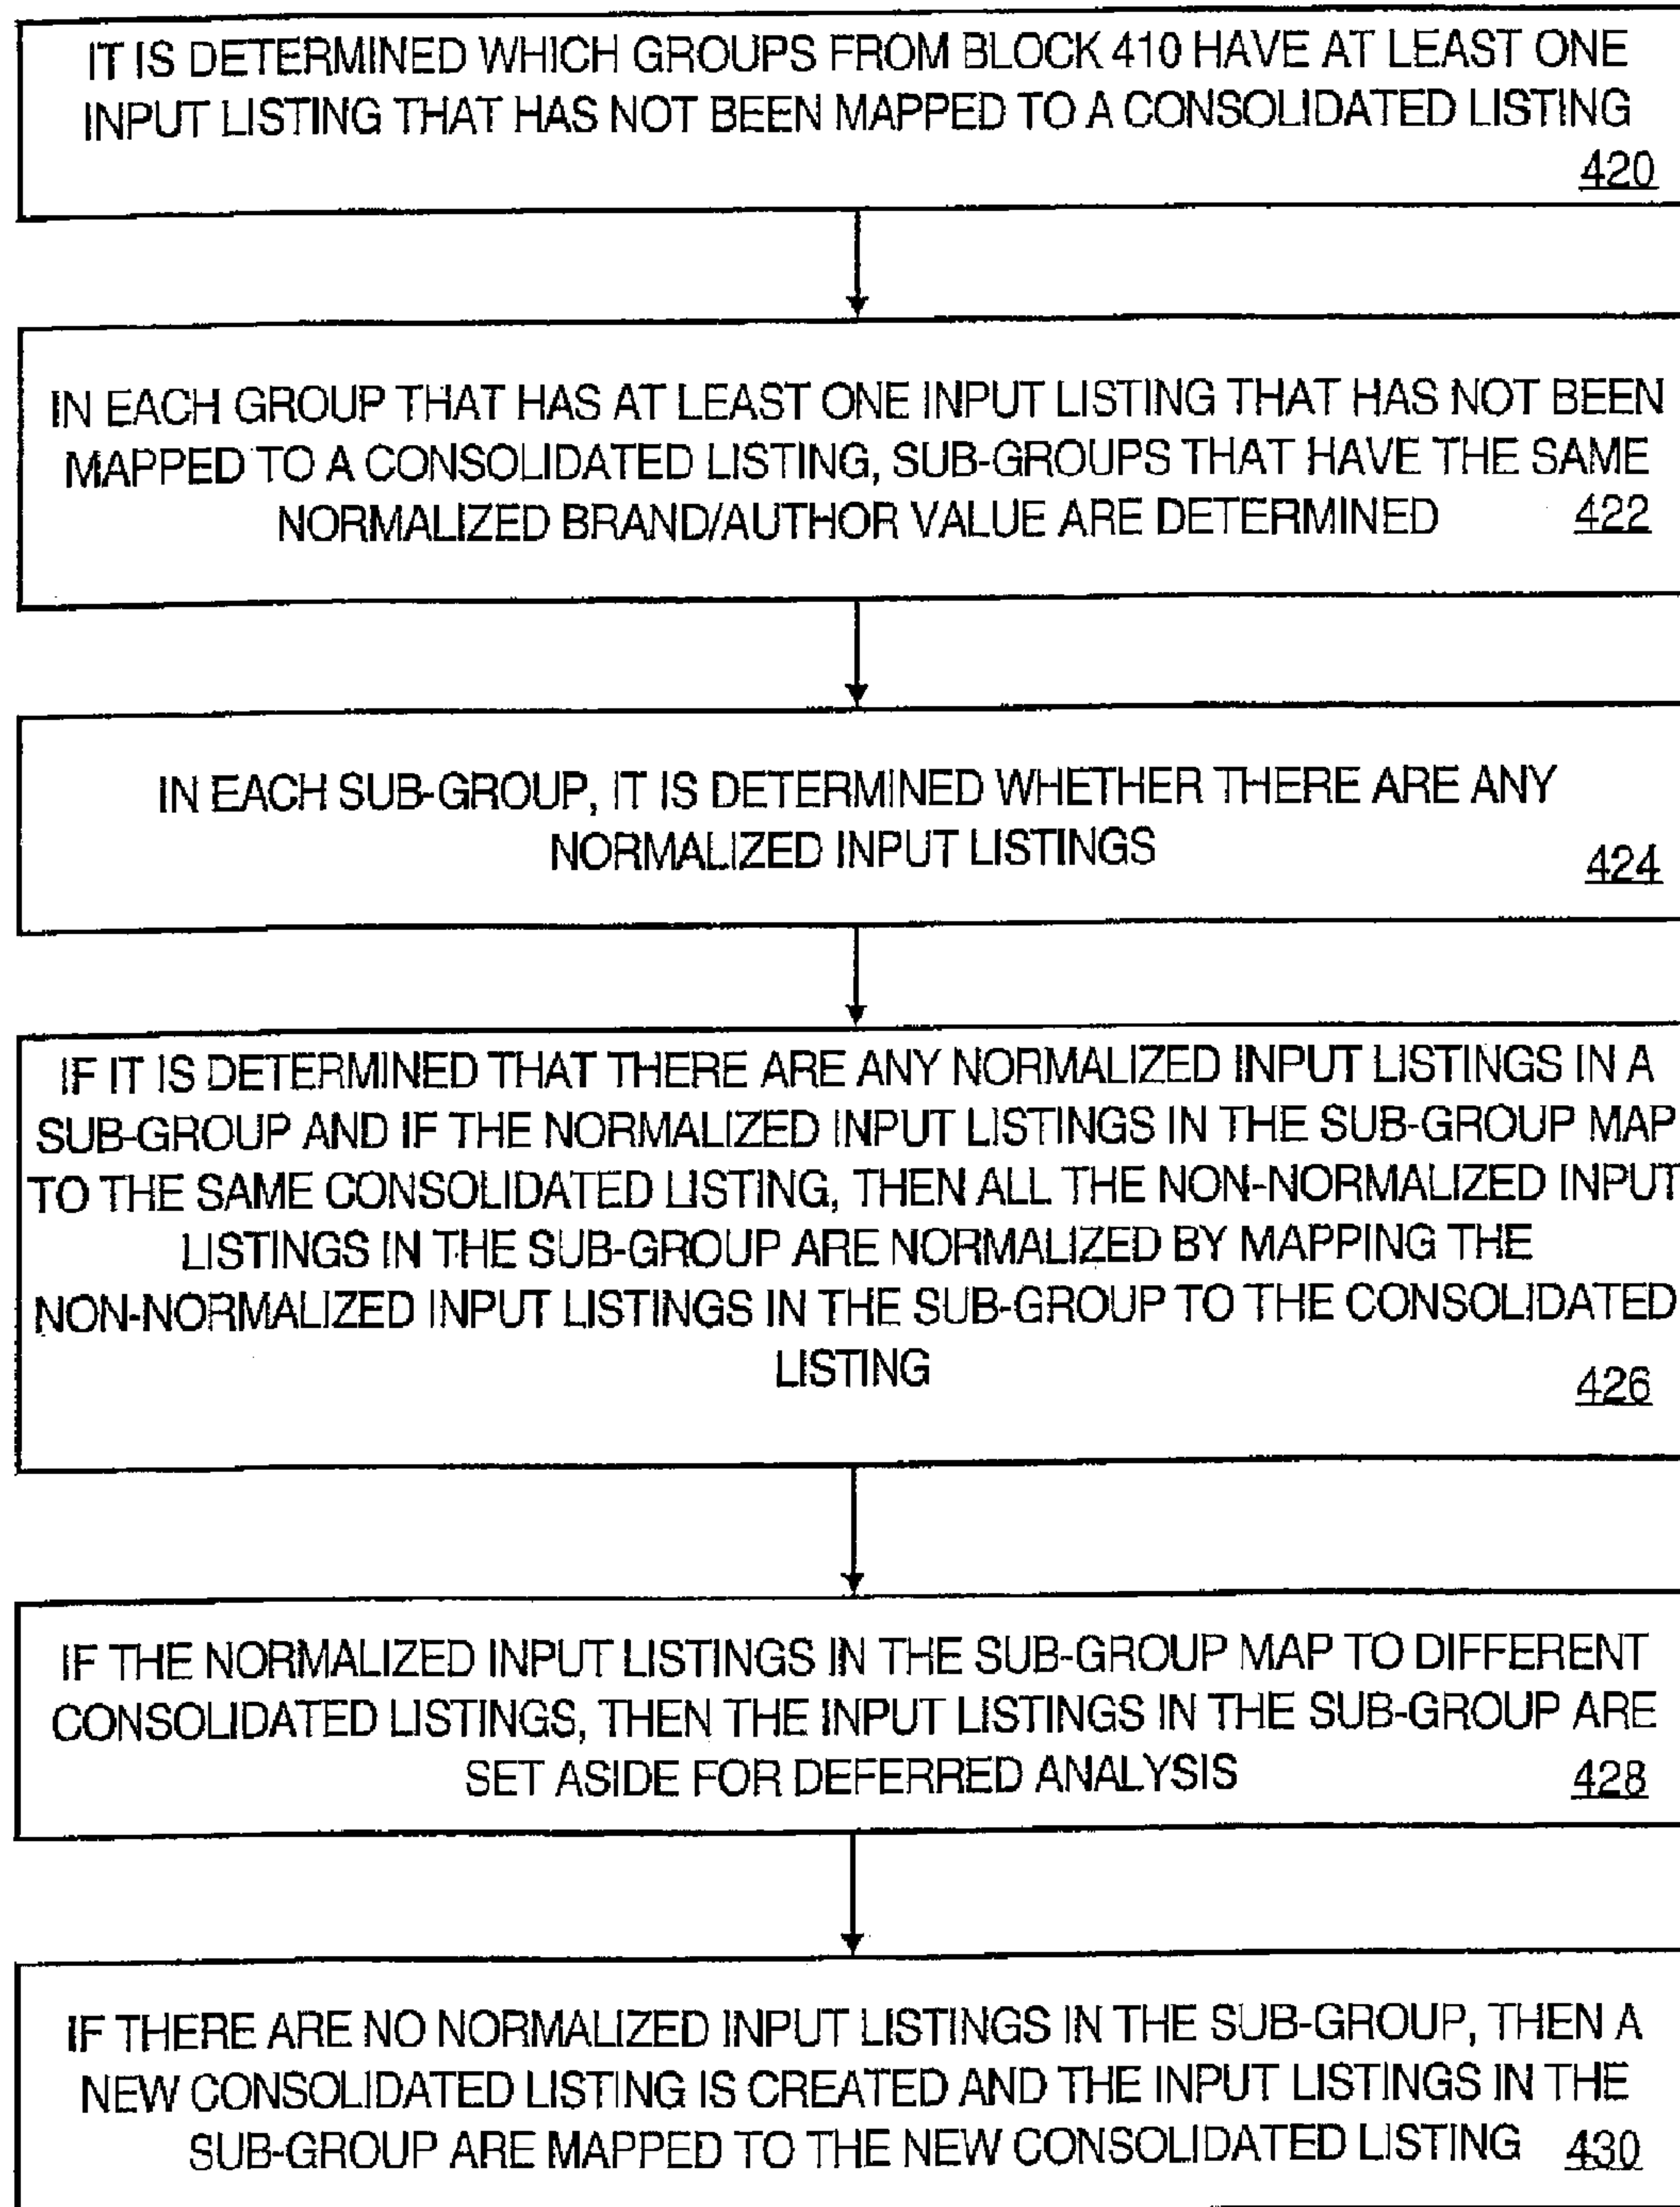 IT IS DETERMINED WHICH GROUPS FROM BLOCK 410 HAVE AT LEAST ONE
INPUT LISTING THAT HAS NOT BEEN MAPPED TO A CONSOLIDATED LISTING
420
IN EACH GROUP THAT HAS AT LEAST ONE INPUT LISTING THAT HAS NOT BEEN
MAPPED TO A CONSOLIDATED LISTING, SUB-GROUPS THAT HAVE THE SAME
NORMALIZED BRAND/AUTHOR VALUE ARE DETERMINED 422
IN EACH SUB-GROUP, IT IS DETERMINED WHETHER THERE ARE ANY
NORMALIZED INPUT LISTINGS 424
IF IT IS DETERMINED THAT THERE ARE ANY NORMALIZED INPUT LISTINGS IN A
SUB-GROUP AND IF THE NORMALIZED INPUT LISTINGS IN THE SUB-GROUP MAP
TO THE SAME CONSOLIDATED LISTING, THEN ALL THE NON-NORMALIZED INPUT
LISTINGS IN THE SUB-GROUP ARE NORMALIZED BY MAPPING THE
NON-NORMALIZED INPUT LISTINGS IN THE SUB-GROUP TO THE CONSOLIDATED
LISTING 426
IF THE NORMALIZED INPUT LISTINGS IN THE SUB-GROUP MAP TO DIFFERENT
CONSOLIDATED LISTINGS, THEN THE INPUT LISTINGS IN THE SUB-GROUP ARE
SET ASIDE FOR DEFERRED ANALYSIS 428
IF THERE ARE NO NORMALIZED INPUT LISTINGS IN THE SUB-GROUP, THEN A
NEW CONSOLIDATED LISTING IS CREATED AND THE INPUT LISTINGS IN THE
SUB-GROUP ARE MAPPED TO THE NEW CONSOLIDATED LISTING 430